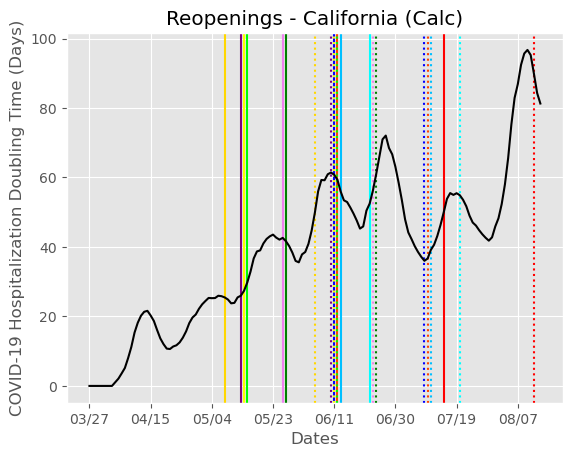 Reopenings - California (Calc)
COVID-19 Hospitalization Doubling Time (Days)
100
80
60
40
20
0
03/27 04/15 05/04 05/23 06/11 06/30 07/19 08/07
Dates